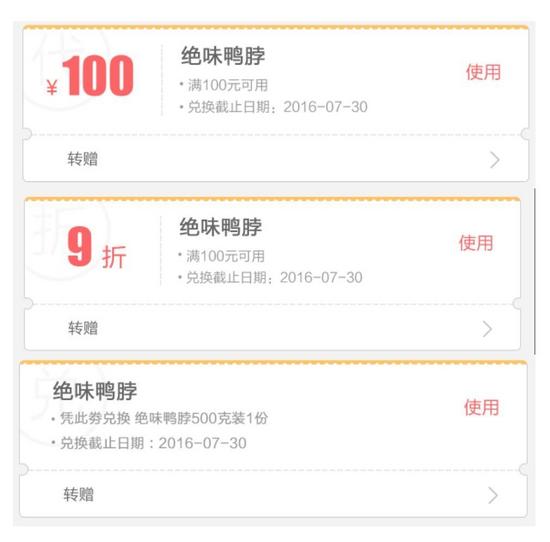 代
¥100
绝味鸭脖
• 满100元可用
• 兑换截止日期：2016-07-30
使用
转赠
折
9折
绝味鸭脖
• 满100元可用
• 兑换截止日期：2016-07-30
使用
转赠
兑
绝味鸭脖
• 凭此劵兑换 绝味鸭脖500克装1份
• 兑换截止日期：2016-07-30
使用
转赠